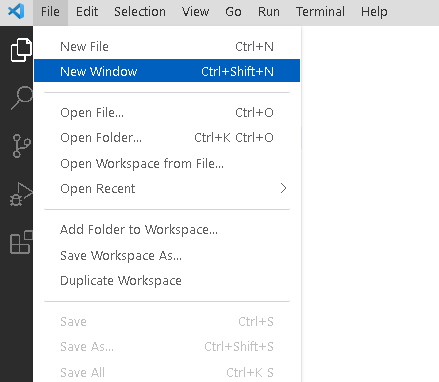 File Edit Selection View Go Run Terminal Help
New File Ctrl+N
New Window Ctrl+Shift+N
Open File... Ctrl+O
Open Folder... Ctrl+K Ctrl+O
Open Workspace from File...
Open Recent
Add Folder to Workspace...
Save Workspace As...
Duplicate Workspace
Save Ctrl+S
Save As... Ctrl+Shift+S
Save All Ctrl+K S